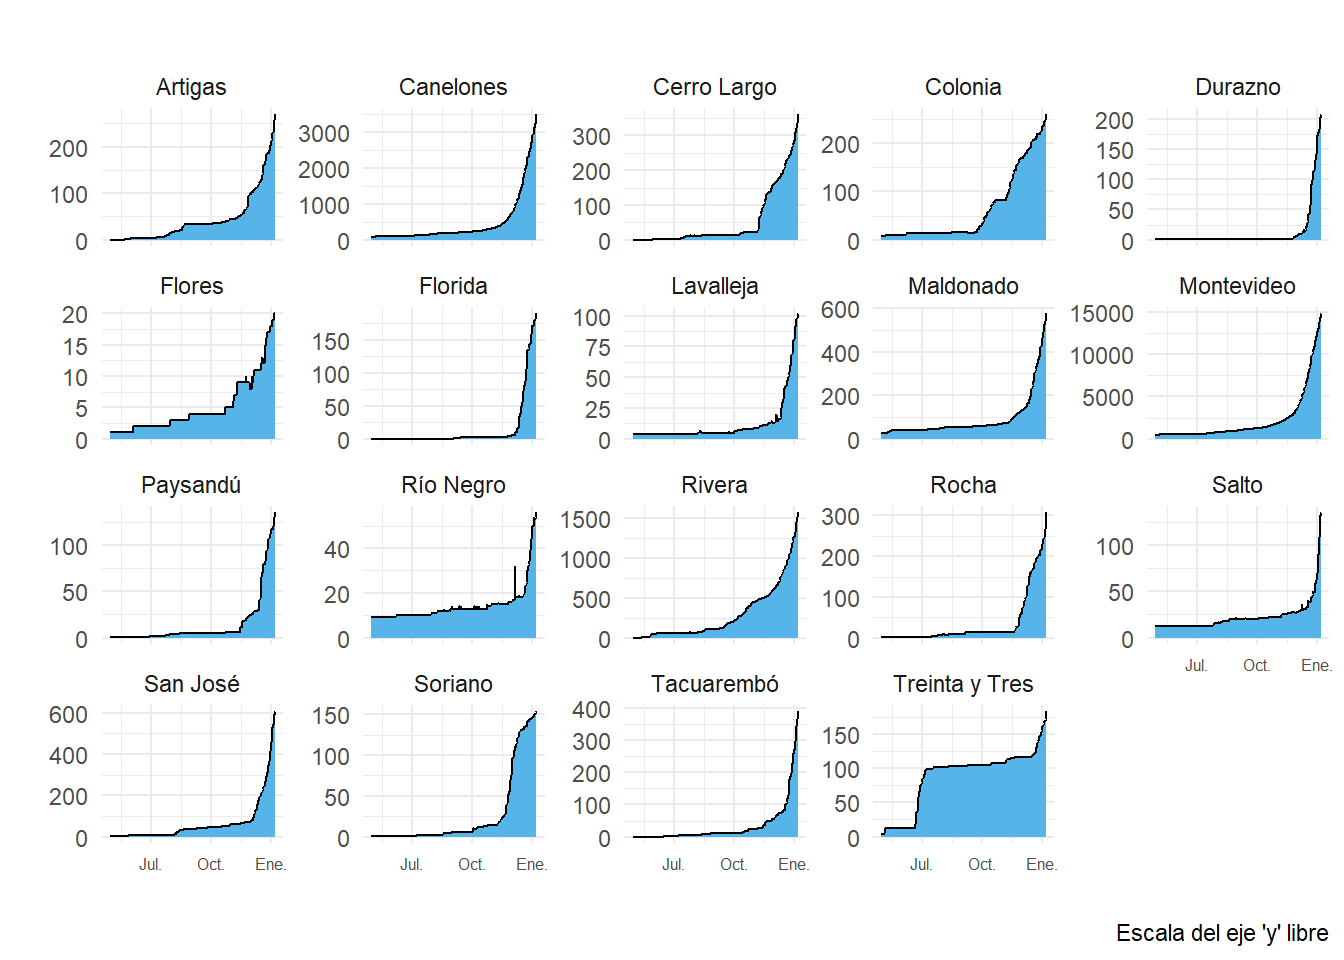 Artigas Canelones Cerro Largo Colonia Durazno
200 100 0
3000 2000 1000 0
300 200 100 0
200 100 0
200 150 100 50 0
Flores Florida Lavalleja Maldonado Montevideo
20 15 10 5 0
150 100 50 0
100 75 50 25 0
600 400 200 0
15000 10000 5000 0
Paysandú Río Negro Rivera Rocha Salto
100 50 0
40 20 0
1500 1000 500 0
300 200 100 0
100 50 0
Jul. Oct. Ene.
San José Soriano Tacuarembó Treinta y Tres
600 400 200 0
150 100 50 0
400 300 200 100 0
150 100 50 0
Jul. Oct. Ene. Jul. Oct. Ene. Jul. Oct. Ene. Jul. Oct. Ene.
Escala del eje 'y' libre